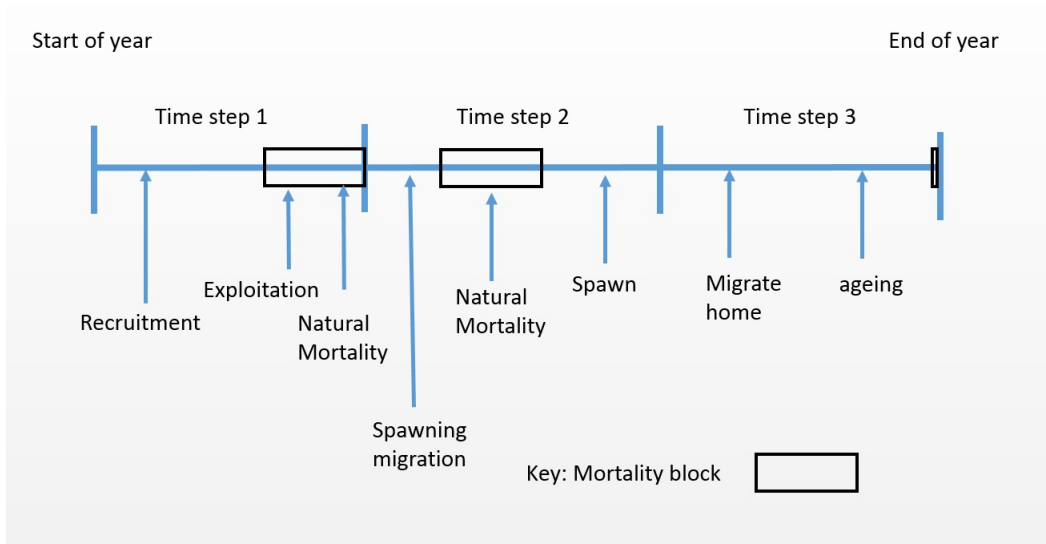 Start of year
End of year
Time step 1
Time step 2
Time step 3
Exploitation
Recruitment
Natural
Mortality
Spawning
migration
Natural
Mortality
Spawn
Migrate
home
ageing
Key: Mortality block